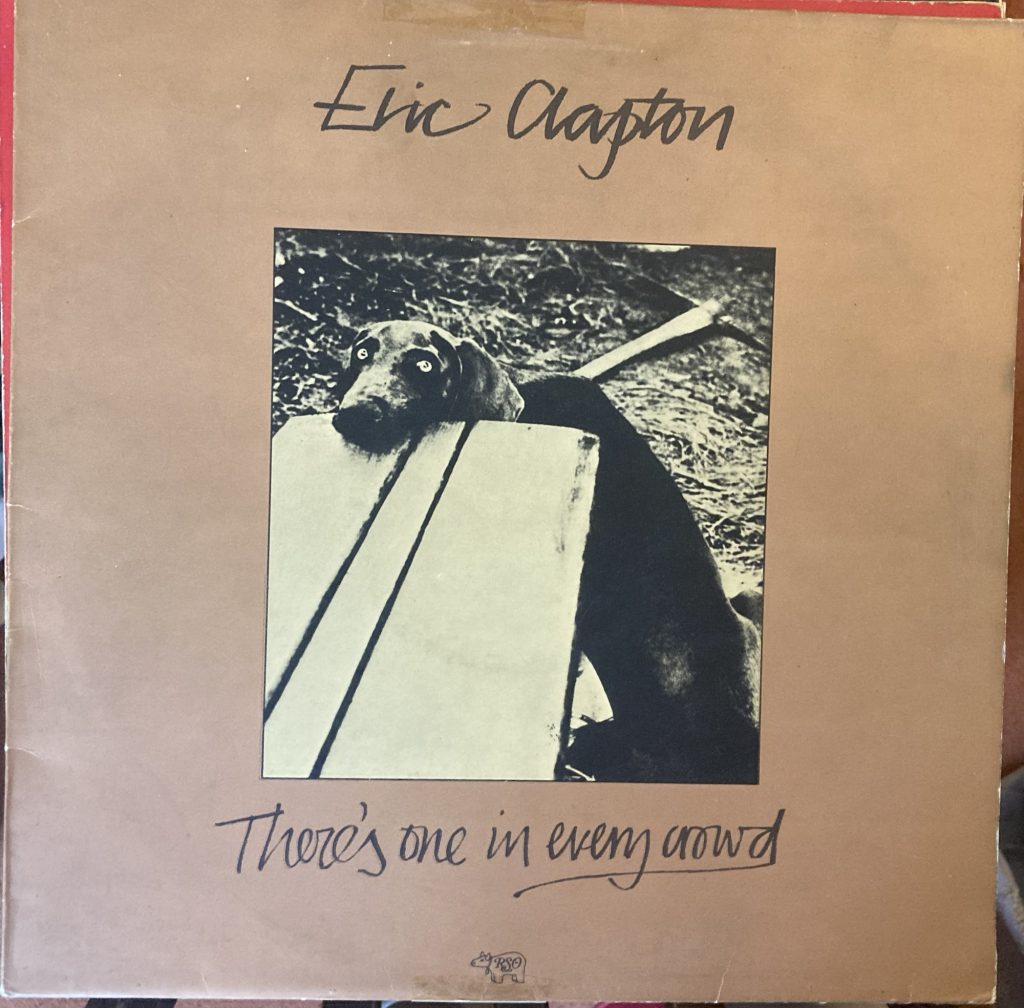 Eric Clapton
There's one in every crowd
RSO